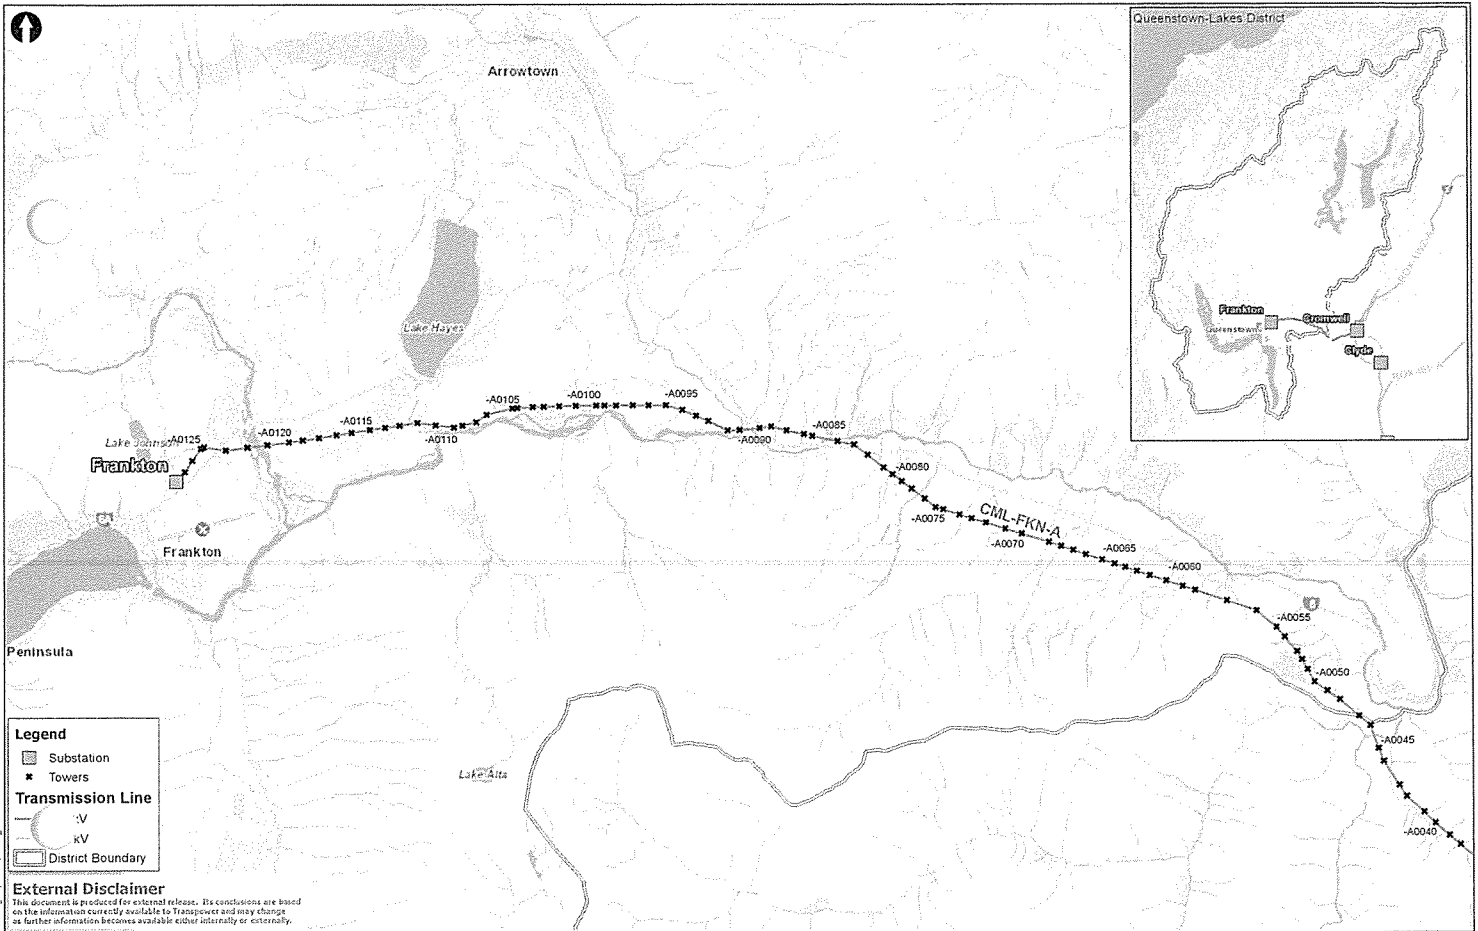 Queenstown-Lakes District
Arrowtown
Frankton
Cromwell
Queenstown
Clyde
Lake Hayes
-A0105
-A0100
-A0095
-A0125
-A0120
-A0115
-A0110
-A0090
-A0085
Lake Johnson
Frankton
-A0080
-A0075
CML-FKN-A
-A0070
-A0065
-A0060
6A
Frankton
6
-A0055
-A0050
Peninsula
-A0045
Lake Alta
-A0040
Legend
Substation
Towers
Transmission Line
kV
District Boundary
External Disclaimer
This document is produced for external release. Its conclusions are based
on the information currently available to Transpower and may change
as further information becomes available either internally or externally.